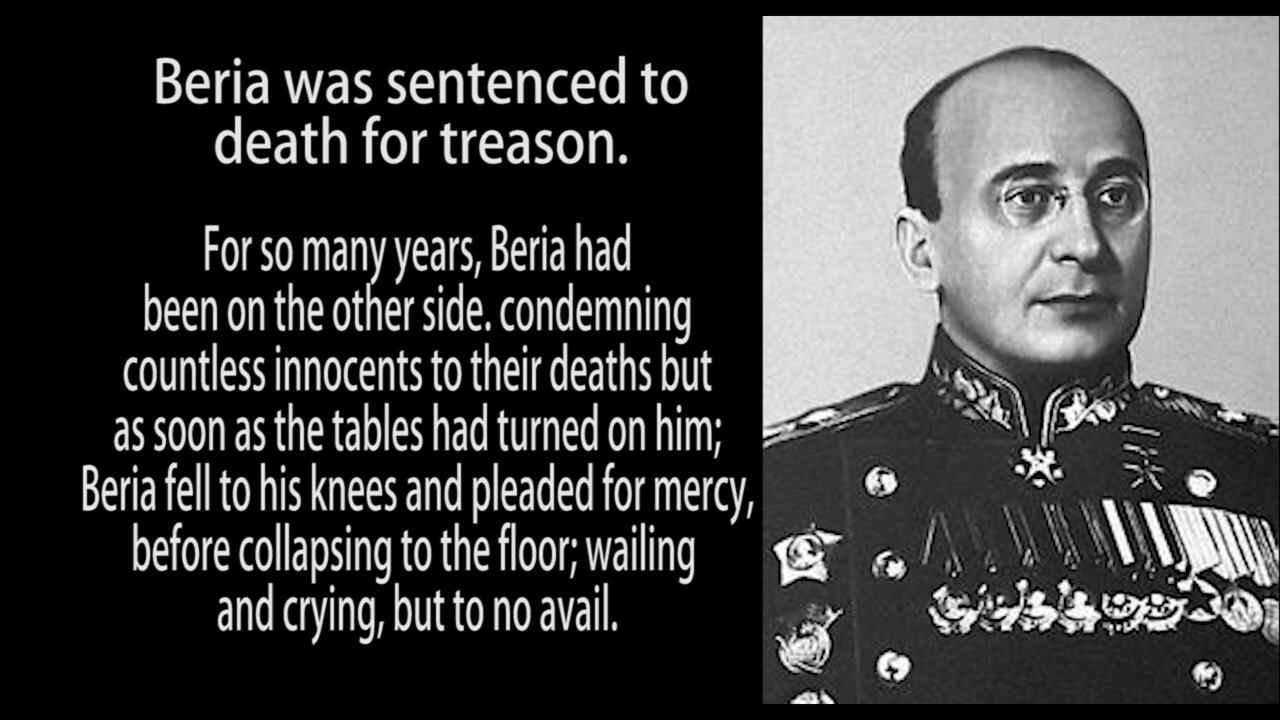 Beria was sentenced to
death for treason.
For so many years, Beria had
been on the other side. condemning
countless innocents to their deaths but
as soon as the tables had turned on him;
Beria fell to his knees and pleaded for mercy,
before collapsing to the floor; wailing
and crying, but to no avail.